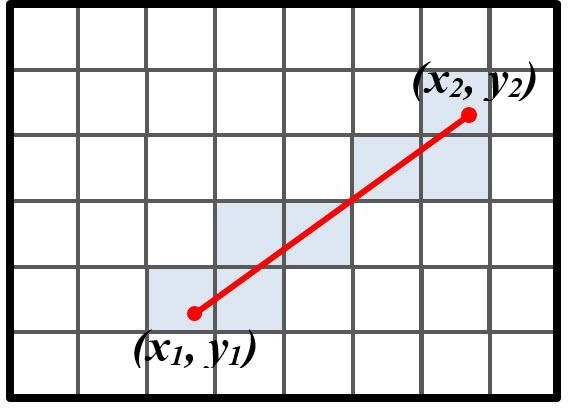 (x₂, y₂)
(x₁, y₁)